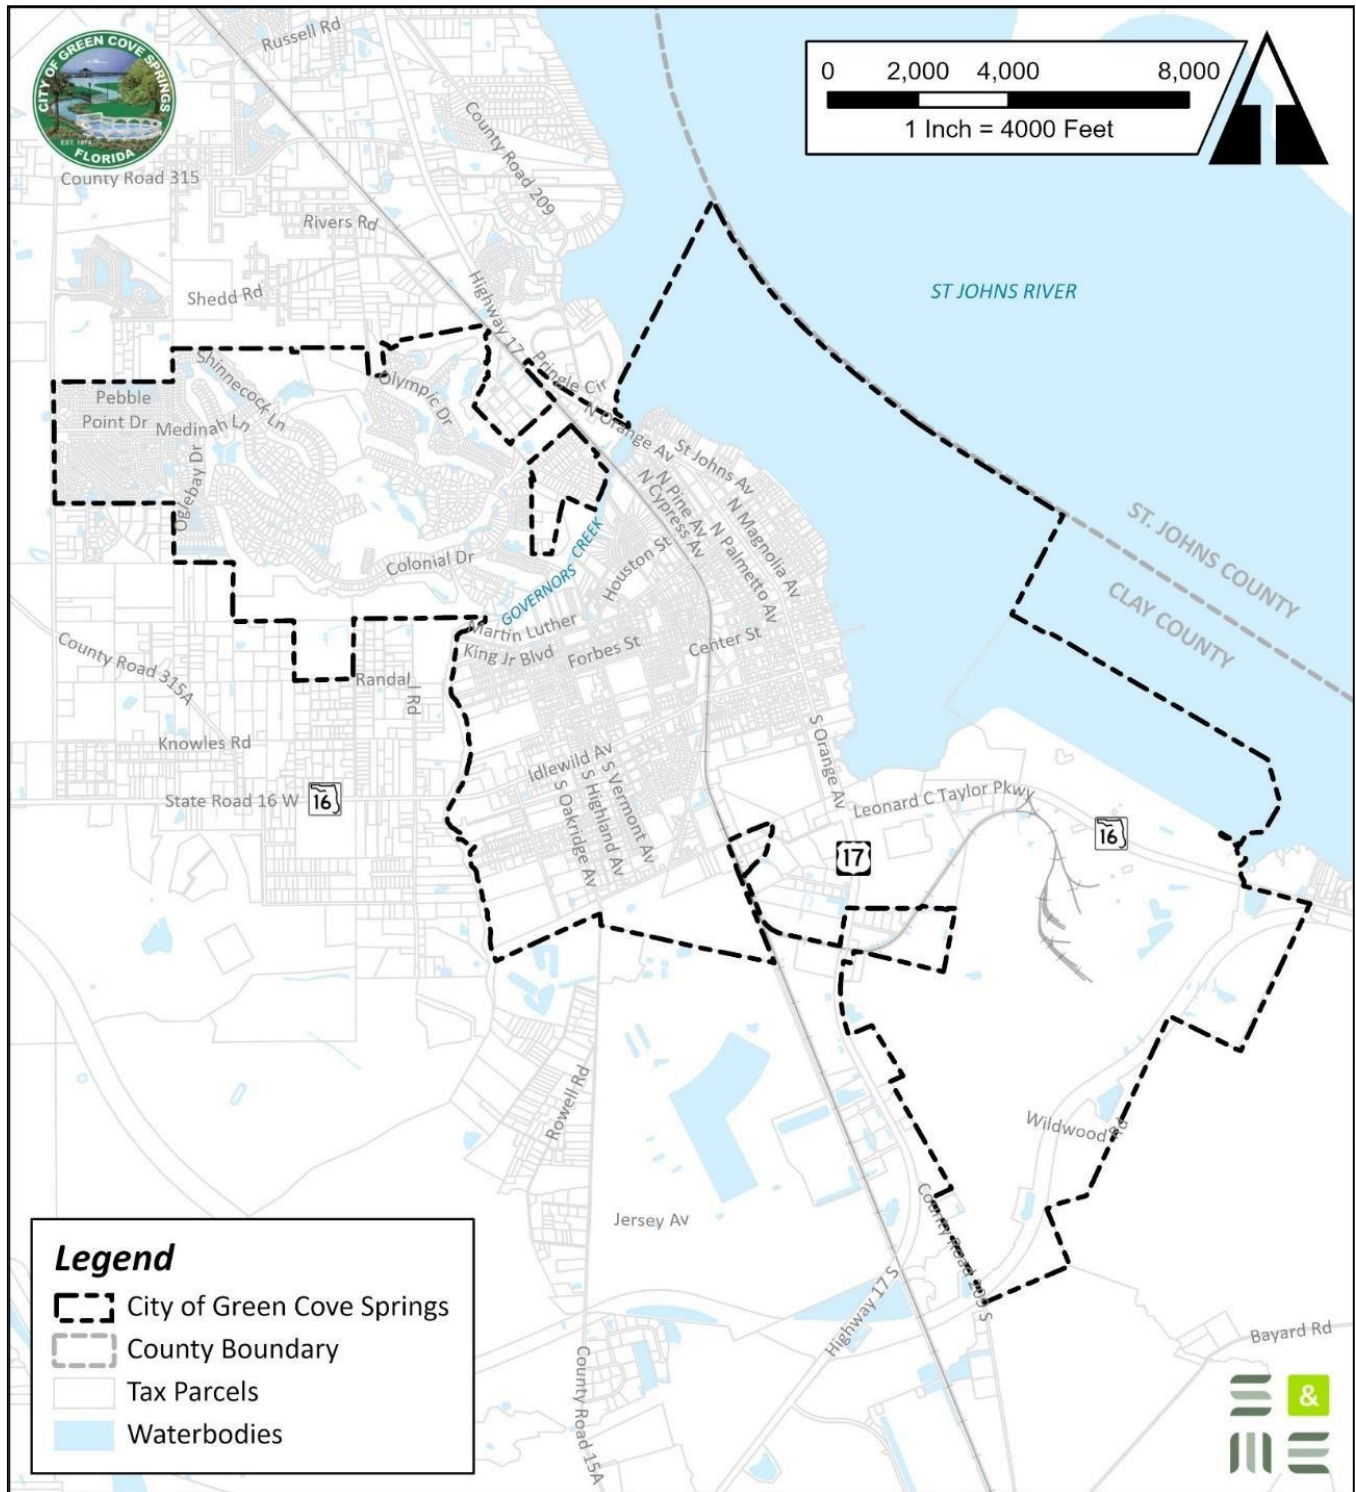 CITY OF GREEN COVE SPRINGS
EST. 1874
FLORIDA
0 2,000 4,000 8,000
1 Inch = 4000 Feet
Russell Rd
County Road 209
County Road 315
Rivers Rd
Shedd Rd
Highway 17
ST JOHNS RIVER
Pringle Cir
Shinnecock Ln
Olympic Dr
Pebble
Point Dr
Medinah Ln
Oglebay Dr
N Orange Av
St Johns Av
N Pine Av
N Cypress Av
N Magnolia Av
N Palmetto Av
ST. JOHNS COUNTY
CLAY COUNTY
Colonial Dr
GOVERNORS CREEK
Houston St
Martin Luther
King Jr Blvd
Forbes St
Center St
County Road 315A
Randal
l Rd
Knowles Rd
State Road 16 W
16
Idlewild Av
S Vermont Av
S Highland Av
S Oakridge Av
S Orange Av
Leonard C Taylor Pkwy
16
17
Rowell Rd
Wildwood Rd
Jersey Av
County Road 209 S
Highway 17 S
Bayard Rd
County Road 15A
Legend
City of Green Cove Springs
County Boundary
Tax Parcels
Waterbodies
S &
M E